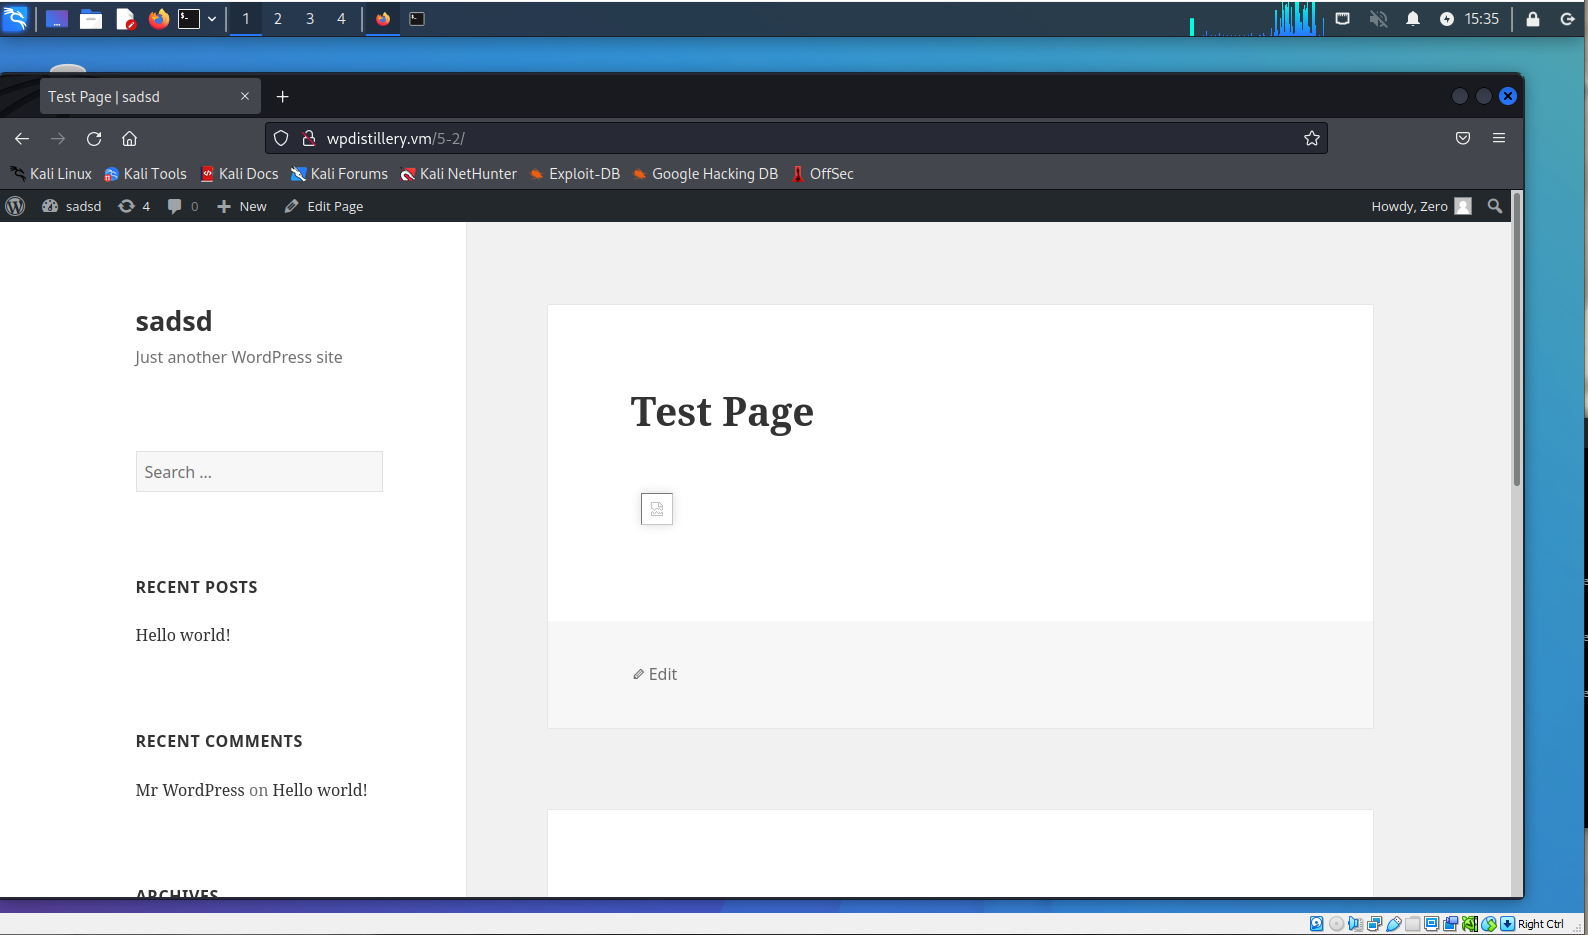 1 2 3 4 15:35
Test Page | sadsd
wpdistillery.vm/5-2/
Kali Linux Kali Tools Kali Docs Kali Forums Kali NetHunter Exploit-DB Google Hacking DB OffSec
sadsd 4 0 New Edit Page Howdy, Zero
sadsd
Just another WordPress site
Test Page
Search ...
RECENT POSTS
Hello world!
Edit
RECENT COMMENTS
Mr WordPress on Hello world!
ARCHIVES
Right Ctrl